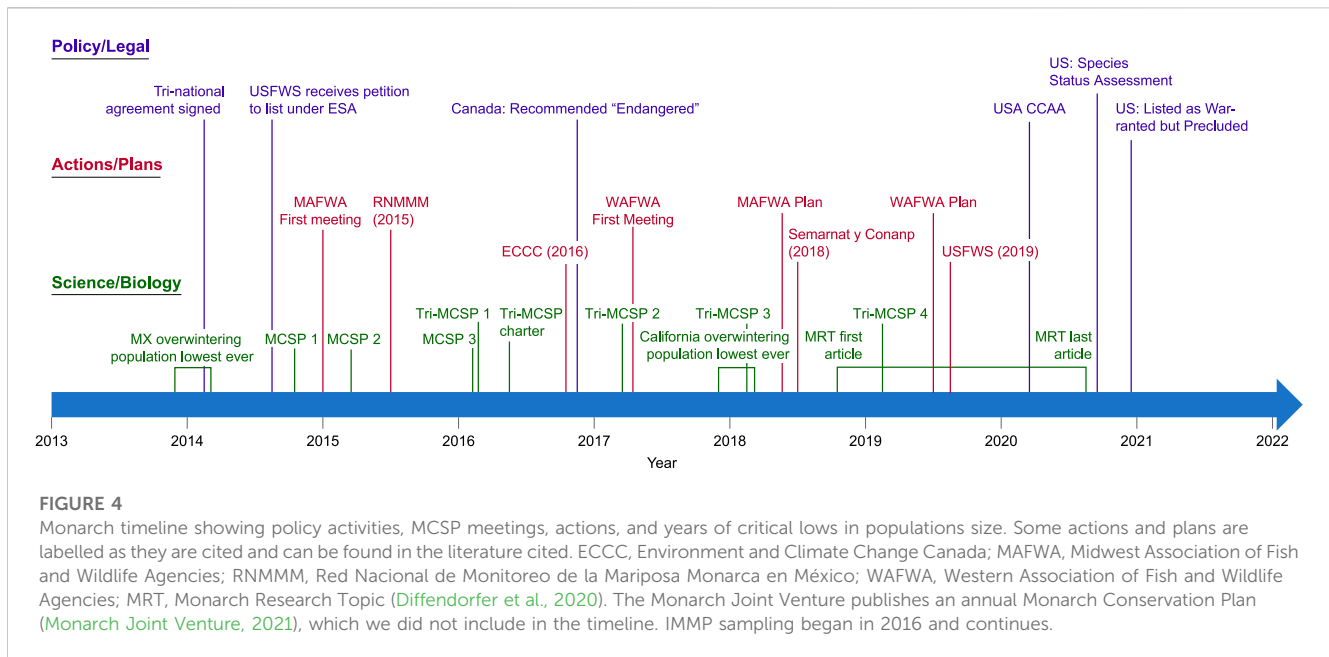 Policy/Legal
Tri-national
agreement signed
USFWS receives petition
to list under ESA
Canada: Recommended “Endangered”
USA CCAA
US: Species
Status Assessment
US: Listed as War-
ranted but Precluded
Actions/Plans
MAFWA
First meeting
RNMMM
(2015)
ECCC (2016)
WAFWA
First Meeting
MAFWA Plan
Semarnat y Conanp
(2018)
WAFWA Plan
USFWS (2019)
Science/Biology
MX overwintering
population lowest ever
MCSP 1
MCSP 2
Tri-MCSP 1
MCSP 3
Tri-MCSP
charter
Tri-MCSP 2
Tri-MCSP 3
California overwintering
population lowest ever
MRT first
article
Tri-MCSP 4
MRT last
article
2013 2014 2015 2016 2017 2018 2019 2020 2021 2022
Year
FIGURE 4
Monarch timeline showing policy activities, MCSP meetings, actions, and years of critical lows in populations size. Some actions and plans are
labelled as they are cited and can be found in the literature cited. ECCC, Environment and Climate Change Canada; MAFWA, Midwest Association of Fish
and Wildlife Agencies; RNMMM, Red Nacional de Monitoreo de la Mariposa Monarca en México; WAFWA, Western Association of Fish and Wildlife
Agencies; MRT, Monarch Research Topic (Diffendorfer et al., 2020). The Monarch Joint Venture publishes an annual Monarch Conservation Plan
(Monarch Joint Venture, 2021), which we did not include in the timeline. IMMP sampling began in 2016 and continues.